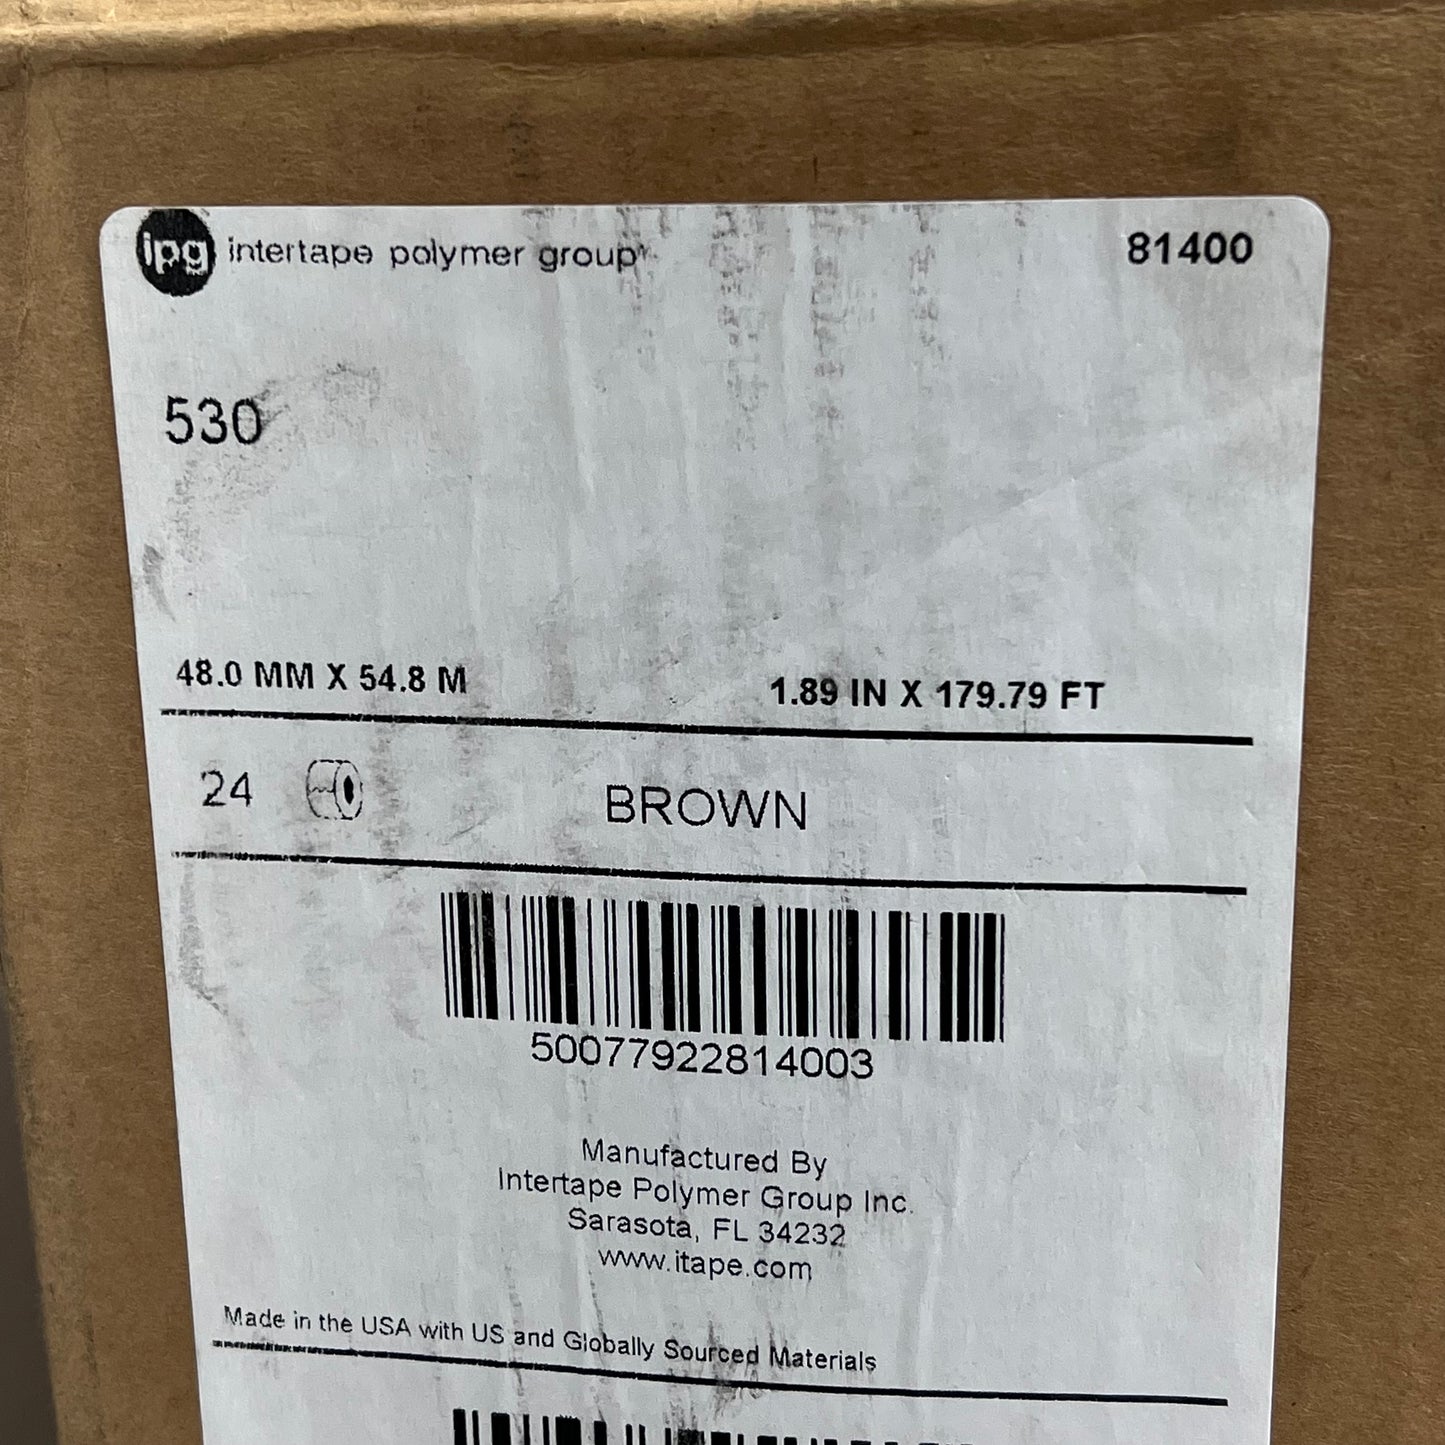 ipg intertape polymer group 81400
530
48.0 MM X 54.8 M 1.89 IN X 179.79 FT
24 BROWN
50077922814003
Manufactured By
Intertape Polymer Group Inc.
Sarasota, FL 34232
www.itape.com
Made in the USA with US and Globally Sourced Materials